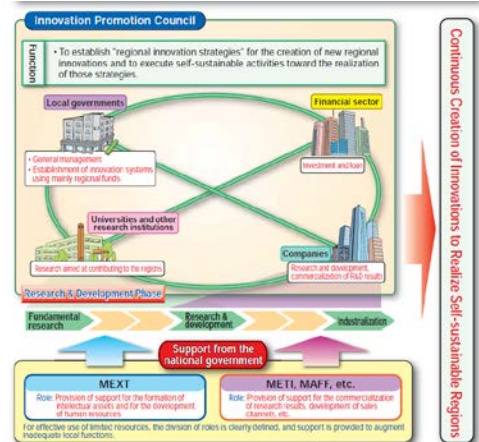 Innovation Promotion Council
Function
• To establish "regional innovation strategies" for the creation of new regional
innovations and to execute self-sustainable activities toward the realization
of those strategies.
Local governments
Financial sector
• General management
• Establishment of innovation systems
using mainly regional funds
Investment and loan
Universities and other
research institutions
Companies
Research aimed at contributing to the regions
Research and development,
commercialization of R&D results
Research & Development Phase
Fundamental
research
Research &
development
Industrialization
Support from the
national government
MEXT
Role: Provision of support for the formation of
intellectual assets and for the development
of human resources
METI, MAFF, etc.
Role: Provision of support for the commercialization
of research results, development of sales
channels, etc.
For effective use of limited resources, the division of roles is clearly defined, and support is provided to augment
inadequate local functions.
Continuous Creation of Innovations to Realize Self-sustainable Regions